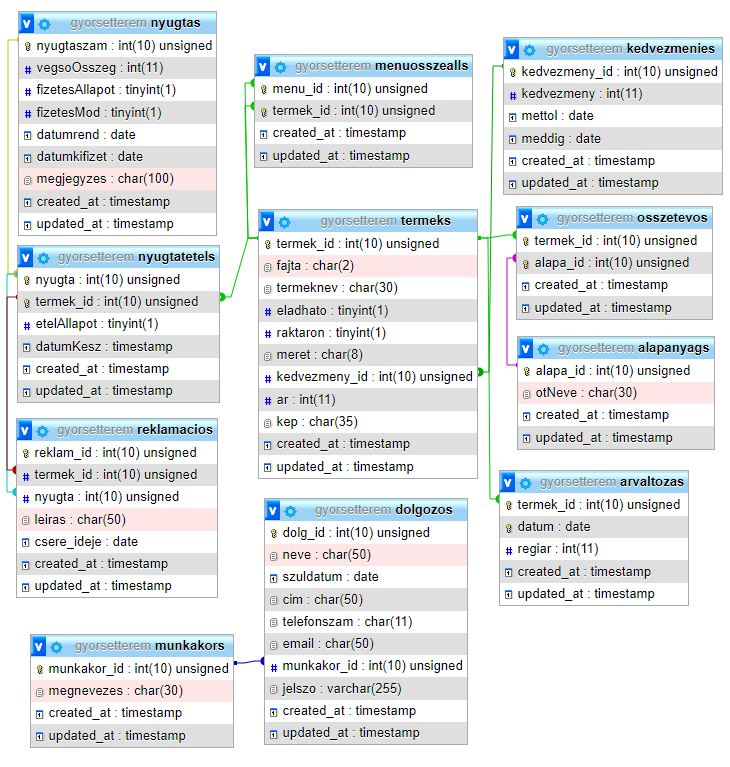 v gyorsetterem nyugtas
nyugtaszam : int(10) unsigned
# vegsoOsszeg : int(11)
# fizetesAllapot : tinyint(1)
# fizetesMod : tinyint(1)
datumrend : date
datumkifizet : date
megjegyzes : char(100)
created_at : timestamp
updated_at : timestamp
v gyorsetterem nyugtatetels
nyugta : int(10) unsigned
termek_id : int(10) unsigned
# etelAllapot : tinyint(1)
datumKesz : timestamp
created_at : timestamp
updated_at : timestamp
v gyorsetterem reklamacios
reklam_id : int(10) unsigned
# termek_id : int(10) unsigned
# nyugta : int(10) unsigned
leiras : char(50)
csere_ideje : date
created_at : timestamp
updated_at : timestamp
v gyorsetterem munkakors
munkakor_id : int(10) unsigned
megnevezes : char(30)
created_at : timestamp
updated_at : timestamp
v gyorsetterem menuosszealls
menu_id : int(10) unsigned
termek_id : int(10) unsigned
created_at : timestamp
updated_at : timestamp
v gyorsetterem termeks
termek_id : int(10) unsigned
fajta : char(2)
termeknev : char(30)
# eladhato : tinyint(1)
# raktaron : tinyint(1)
meret : char(8)
# kedvezmeny_id : int(10) unsigned
# ar : int(11)
kep : char(35)
created_at : timestamp
updated_at : timestamp
v gyorsetterem dolgozos
dolg_id : int(10) unsigned
neve : char(50)
szuldatum : date
cim : char(50)
telefonszam : char(11)
email : char(50)
# munkakor_id : int(10) unsigned
jelszo : varchar(255)
created_at : timestamp
updated_at : timestamp
v gyorsetterem kedvezmenies
kedvezmeny_id : int(10) unsigned
# kedvezmeny : int(11)
mettol : date
meddig : date
created_at : timestamp
updated_at : timestamp
v gyorsetterem osszetevos
termek_id : int(10) unsigned
alapa_id : int(10) unsigned
created_at : timestamp
updated_at : timestamp
v gyorsetterem alapanyags
alapa_id : int(10) unsigned
otNeve : char(30)
created_at : timestamp
updated_at : timestamp
v gyorsetterem arvaltozas
termek_id : int(10) unsigned
datum : date
# regiar : int(11)
created_at : timestamp
updated_at : timestamp